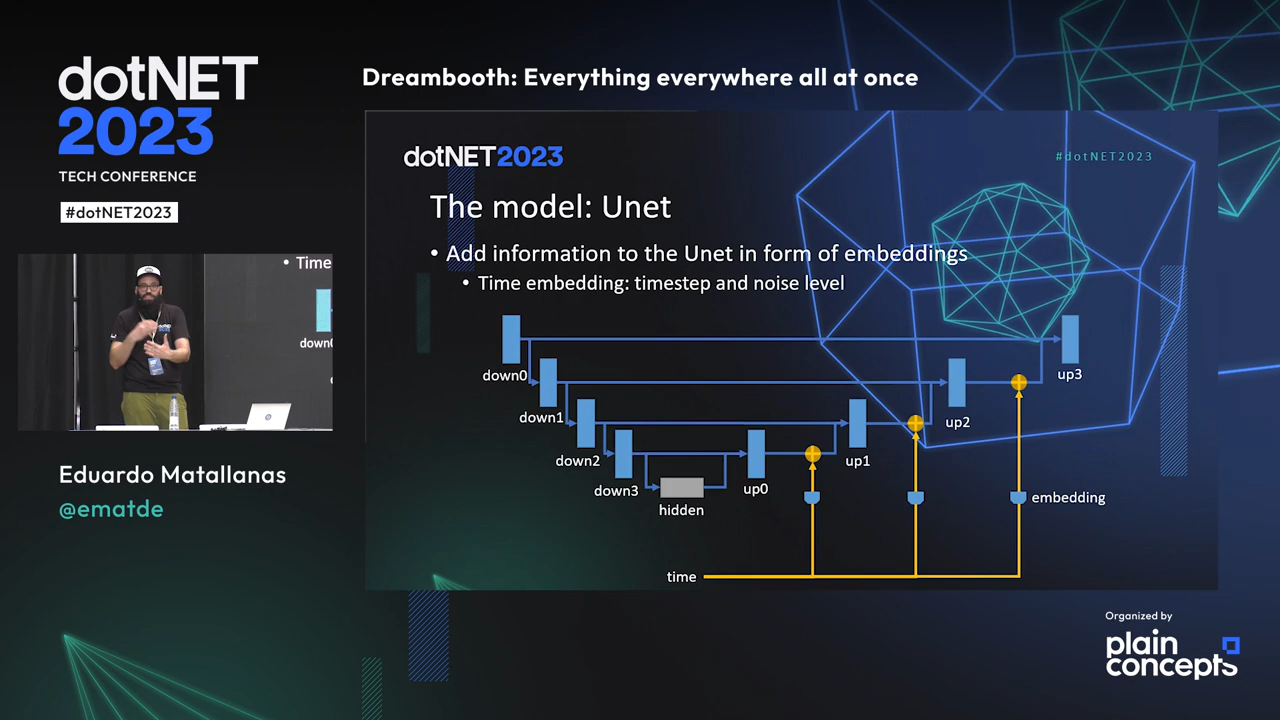 dotNET
2023
TECH CONFERENCE
#dotNET2023
Dreambooth: Everything everywhere all at once
dotNET2023
#dotNET2023
The model: Unet
• Add information to the Unet in form of embeddings
• Time embedding: timestep and noise level
down0
down1
down2
down3
hidden
up0
up1
up2
up3
embedding
time
• Time
down0
Eduardo Matallanas
@ematde
Organized by
plain
concepts